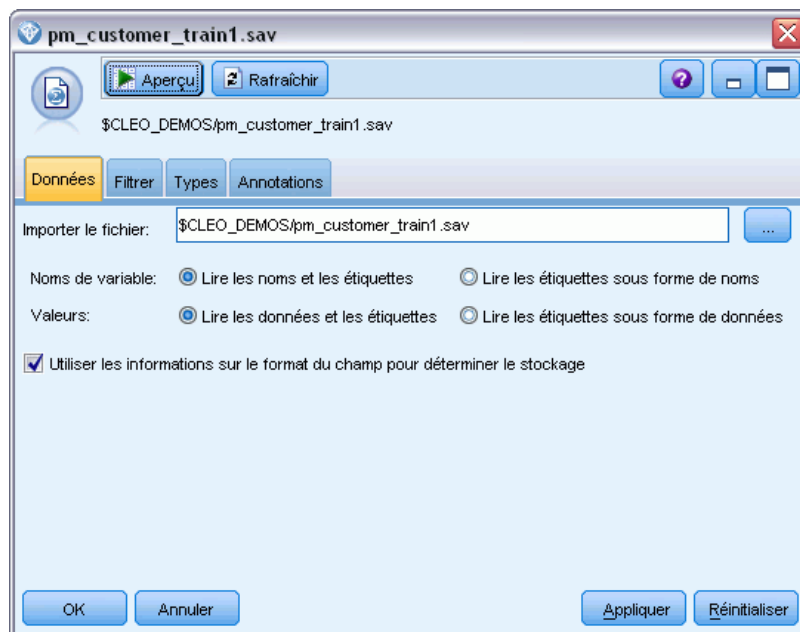 pm_customer_train1.sav
Aperçu Rafraîchir
$CLEO_DEMOS/pm_customer_train1.sav
Données Filtrer Types Annotations
Importer le fichier: $CLEO_DEMOS/pm_customer_train1.sav ...
Noms de variable: Lire les noms et les étiquettes Lire les étiquettes sous forme de noms
Valeurs: Lire les données et les étiquettes Lire les étiquettes sous forme de données
Utiliser les informations sur le format du champ pour déterminer le stockage
OK Annuler Appliquer Réinitialiser